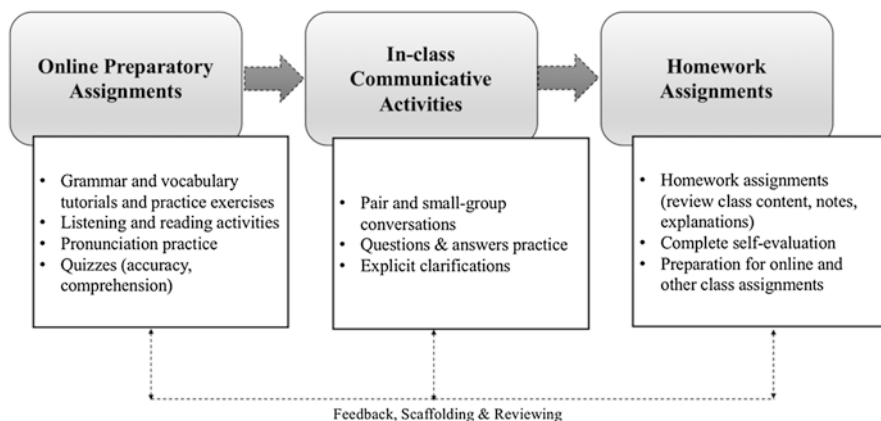 Online Preparatory
Assignments
In-class
Communicative
Activities
Homework
Assignments
• Grammar and vocabulary
tutorials and practice exercises
• Listening and reading activities
• Pronunciation practice
• Quizzes (accuracy,
comprehension)
• Pair and small-group
conversations
• Questions & answers practice
• Explicit clarifications
• Homework assignments
(review class content, notes,
explanations)
• Complete self-evaluation
• Preparation for online and
other class assignments
Feedback, Scaffolding & Reviewing